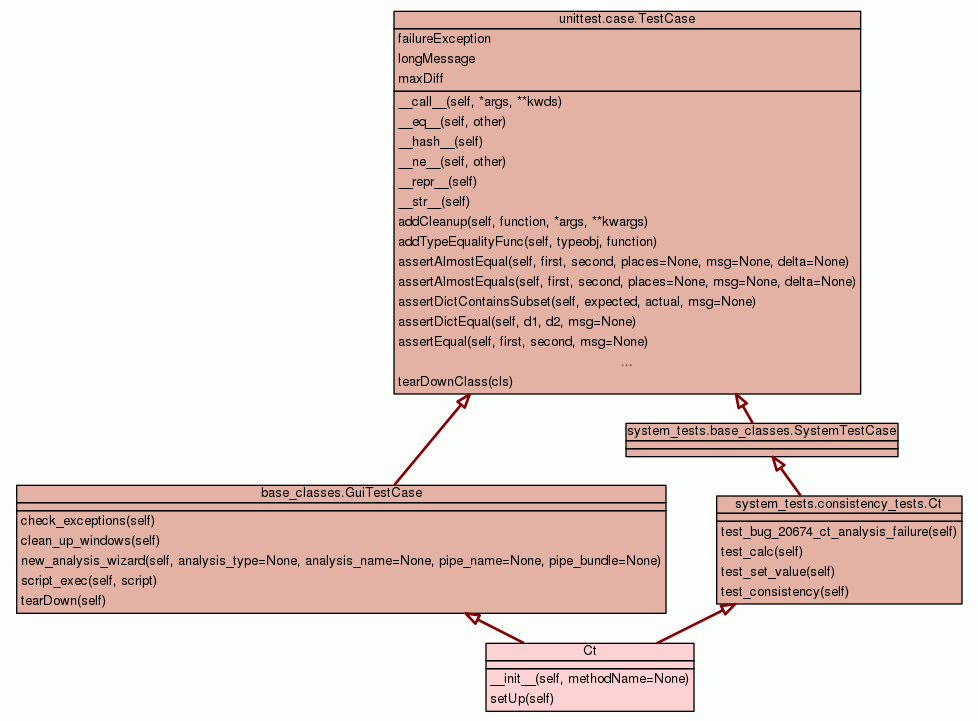 unittest.case.TestCase
failureException
longMessage
maxDiff
__call__(self, *args, **kwds)
__eq__(self, other)
__hash__(self)
__ne__(self, other)
__repr__(self)
__str__(self)
addCleanup(self, function, *args, **kwargs)
addTypeEqualityFunc(self, typeobj, function)
assertAlmostEqual(self, first, second, places=None, msg=None, delta=None)
assertAlmostEquals(self, first, second, places=None, msg=None, delta=None)
assertDictContainsSubset(self, expected, actual, msg=None)
assertDictEqual(self, d1, d2, msg=None)
assertEqual(self, first, second, msg=None)
...
tearDownClass(cls)
system_tests.base_classes.SystemTestCase
base_classes.GuiTestCase
check_exceptions(self)
clean_up_windows(self)
new_analysis_wizard(self, analysis_type=None, analysis_name=None, pipe_name=None, pipe_bundle=None)
script_exec(self, script)
tearDown(self)
system_tests.consistency_tests.Ct
test_bug_20674_ct_analysis_failure(self)
test_calc(self)
test_set_value(self)
test_consistency(self)
Ct
__init__(self, methodName=None)
setUp(self)